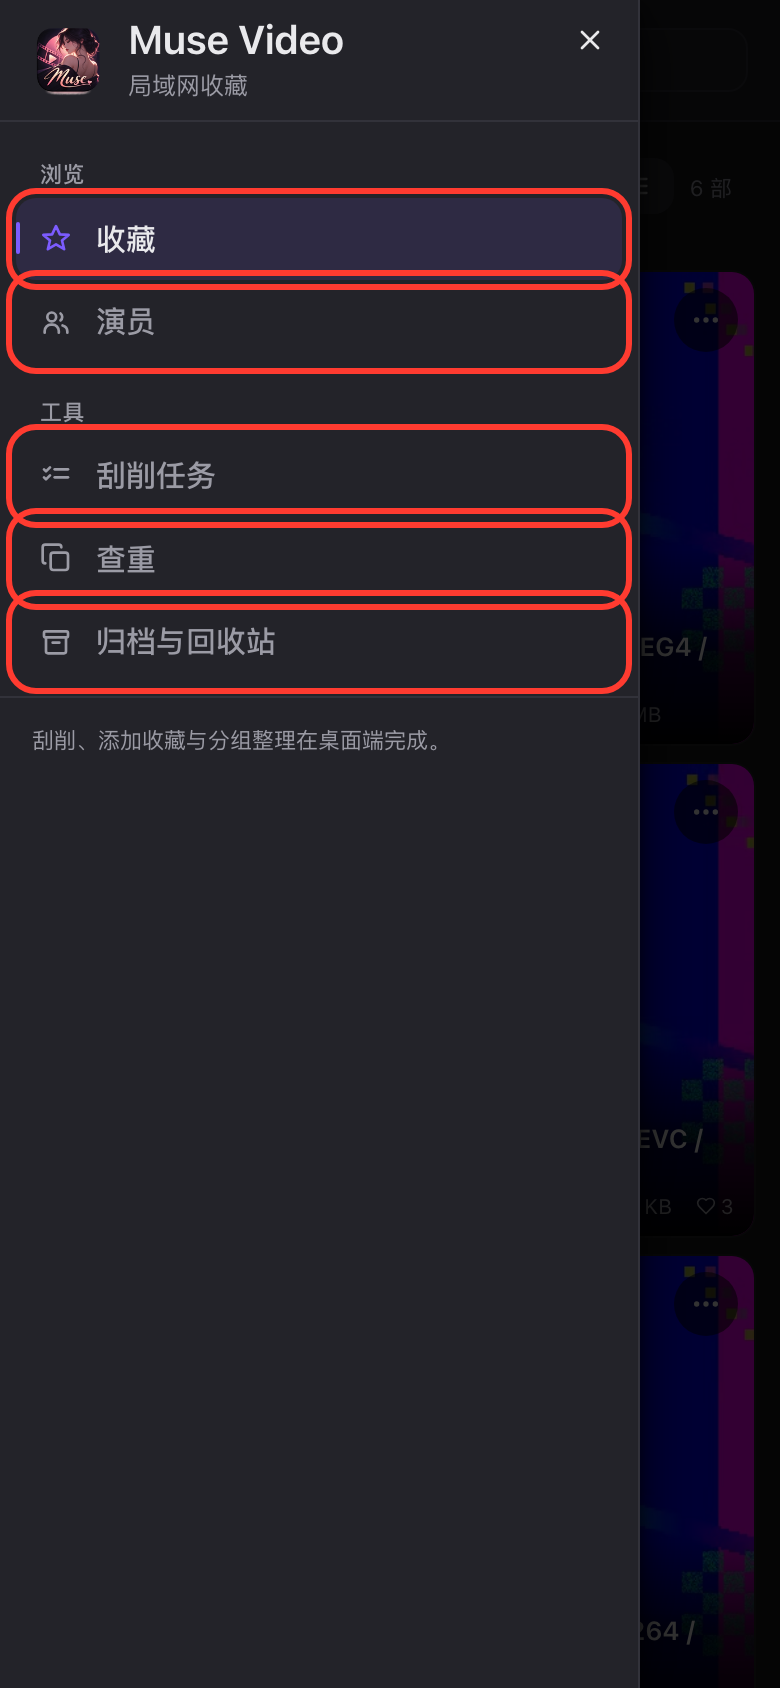 Muse Video
局域网收藏
浏览
收藏
演员
工具
刮削任务
查重
归档与回收站
刮削、添加收藏与分组整理在桌面端完成。
6 部
EG4 /
MB
EVC /
KB
3
264 /
Muse